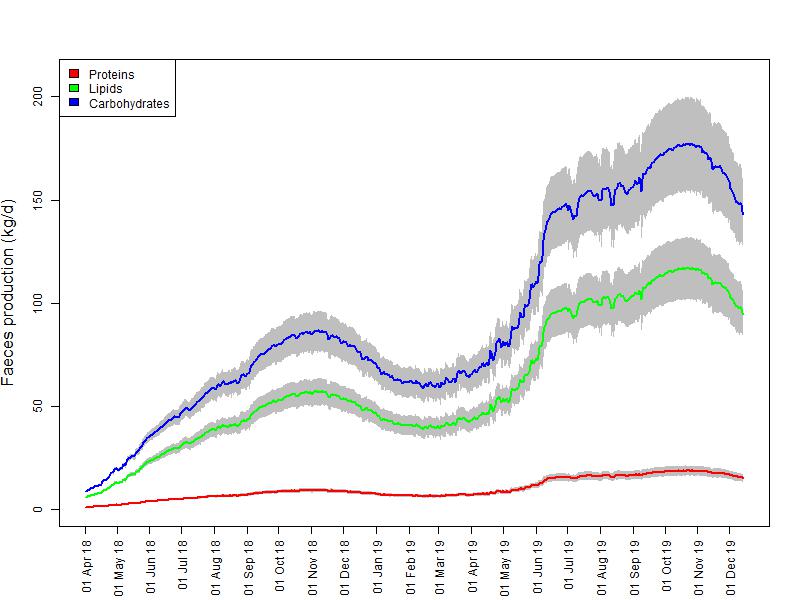 Proteins
Lipids
Carbohydrates
Faeces production (kg/d)
200
150
100
50
0
01 Apr 18
01 May 18
01 Jun 18
01 Jul 18
01 Aug 18
01 Sep 18
01 Oct 18
01 Nov 18
01 Dec 18
01 Jan 19
01 Feb 19
01 Mar 19
01 Apr 19
01 May 19
01 Jun 19
01 Jul 19
01 Aug 19
01 Sep 19
01 Oct 19
01 Nov 19
01 Dec 19